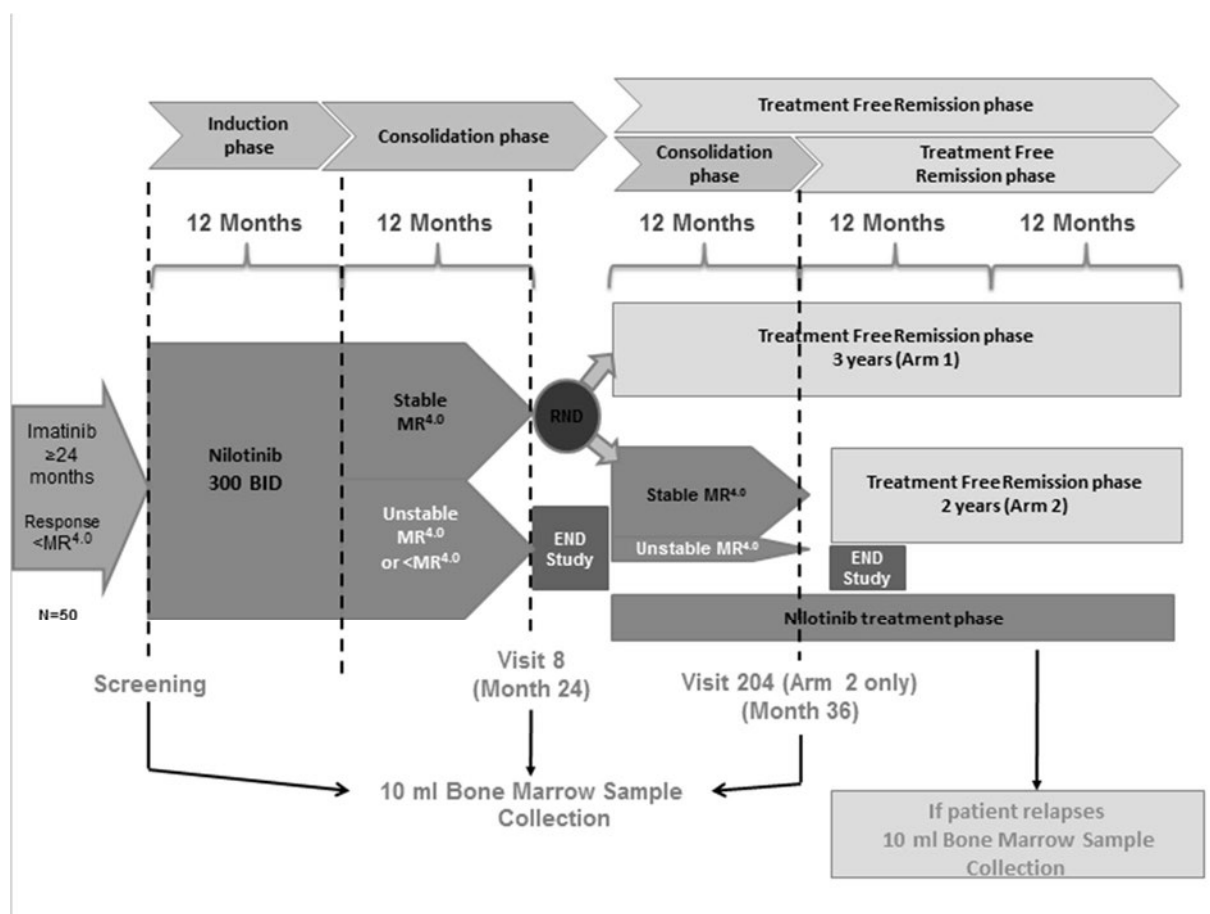 Treatment Free Remission phase
Induction
phase
Consolidation phase
Consolidation
phase
Treatment Free
Remission phase
12 Months
12 Months
12 Months
12 Months
12 Months
Treatment Free Remission phase
3 years (Arm 1)
Imatinib
≥24
months
Response
<MR4.0
N=50
Nilotinib
300 BID
Stable
MR4.0
Unstable
MR4.0
or <MR4.0
RND
END
Study
Stable MR4.0
Unstable MR4.0
Treatment Free Remission phase
2 years (Arm 2)
END
Study
Nilotinib treatment phase
Screening
Visit 8
(Month 24)
Visit 204 (Arm 2 only)
(Month 36)
10 ml Bone Marrow Sample
Collection
If patient relapses
10 ml Bone Marrow Sample
Collection